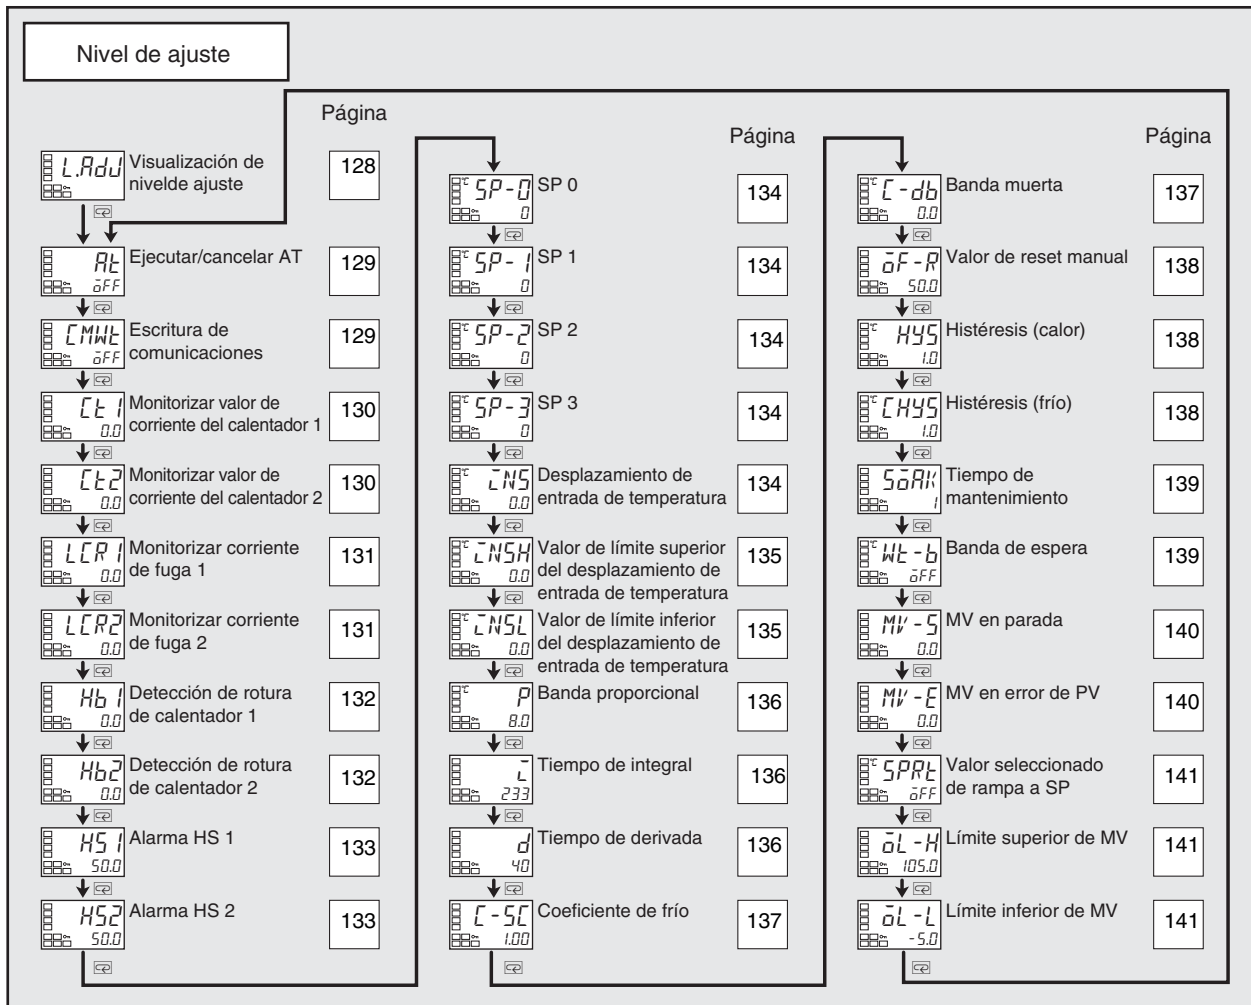 Nivel de ajuste
Página
L.AdJ
Visualización de
nivelde ajuste
128
At
oFF
Ejecutar/cancelar AT
129
CMWt
oFF
Escritura de
comunicaciones
129
Ct1
0.0
Monitorizar valor de
corriente del calentador 1
130
Ct2
0.0
Monitorizar valor de
corriente del calentador 2
130
LCR1
0.0
Monitorizar corriente
de fuga 1
131
LCR2
0.0
Monitorizar corriente
de fuga 2
131
Hb1
0.0
Detección de rotura
de calentador 1
132
Hb2
0.0
Detección de rotura
de calentador 2
132
HS1
50.0
Alarma HS 1
133
HS2
50.0
Alarma HS 2
133
Página
°C
SP-0
0
SP 0
134
°C
SP-1
0
SP 1
134
°C
SP-2
0
SP 2
134
°C
SP-3
0
SP 3
134
°C
iNS
0.0
Desplazamiento de
entrada de temperatura
134
°C
iNSH
0.0
Valor de límite superior
del desplazamiento de
entrada de temperatura
135
°C
iNSL
0.0
Valor de límite inferior
del desplazamiento de
entrada de temperatura
135
°C
P
8.0
Banda proporcional
136
i
233
Tiempo de integral
136
d
40
Tiempo de derivada
136
C-SC
1.00
Coeficiente de frío
137
Página
°C
C-db
0.0
Banda muerta
137
oF-R
50.0
Valor de reset manual
138
°C
HYS
1.0
Histéresis (calor)
138
°C
CHYS
1.0
Histéresis (frío)
138
SoAK
1
Tiempo de
mantenimiento
139
°C
Wt-b
oFF
Banda de espera
139
MV-S
0.0
MV en parada
140
MV-E
0.0
MV en error de PV
140
°C
SPRt
oFF
Valor seleccionado
de rampa a SP
141
oL-H
105.0
Límite superior de MV
141
oL-L
-5.0
Límite inferior de MV
141